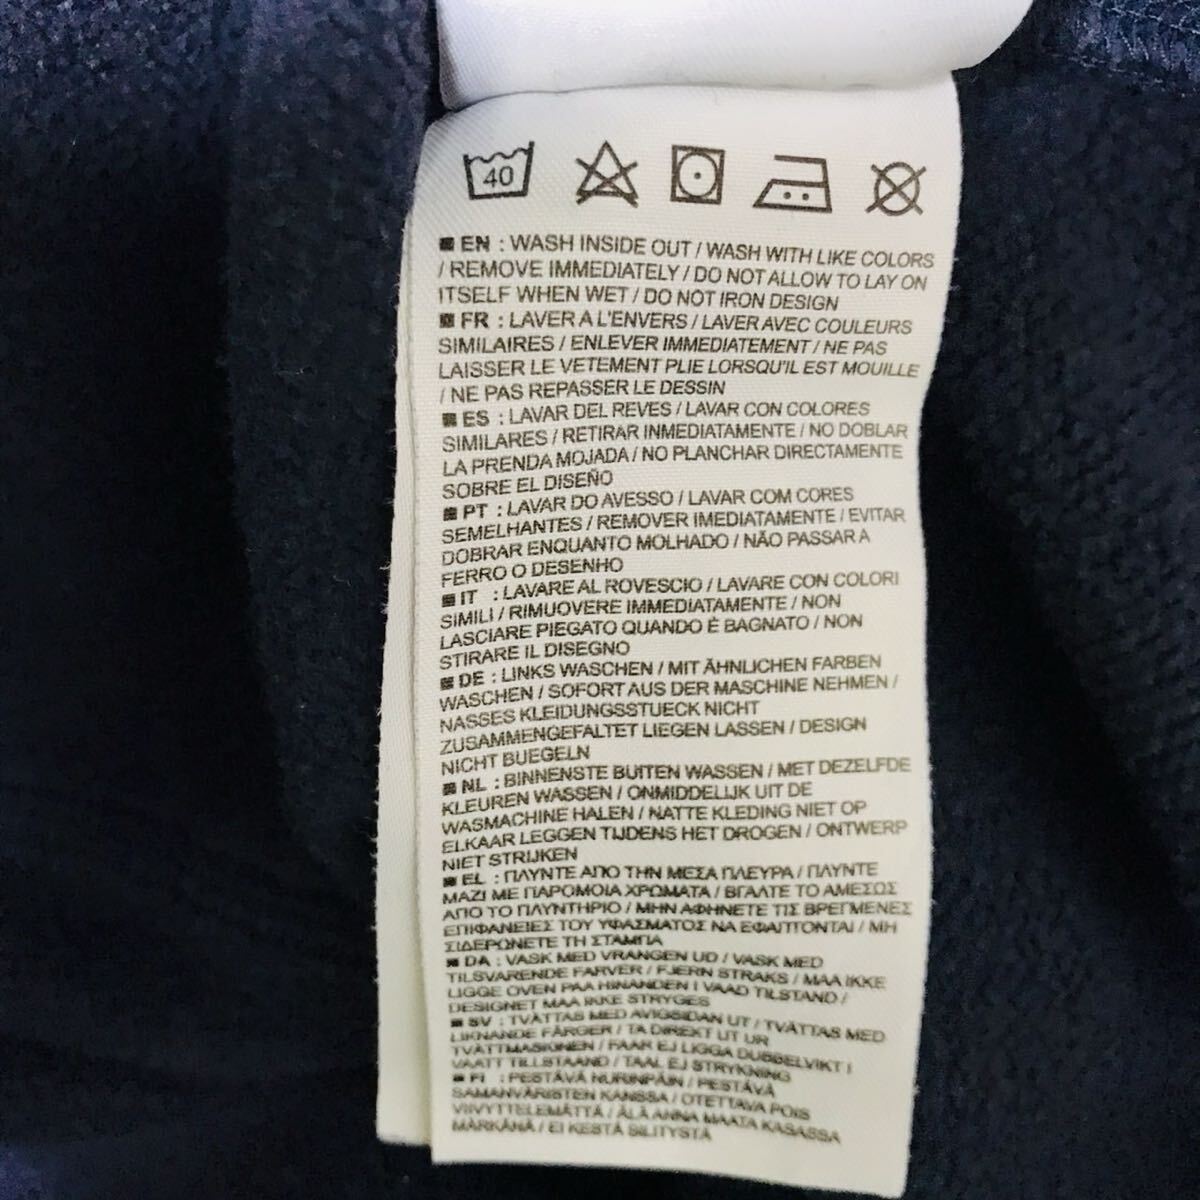 40
EN : WASH INSIDE OUT / WASH WITH LIKE COLORS
/ REMOVE IMMEDIATELY / DO NOT ALLOW TO LAY ON
ITSELF WHEN WET / DO NOT IRON DESIGN
FR : LAVER A L'ENVERS / LAVER AVEC COULEURS
SIMILAIRES / ENLEVER IMMEDIATEMENT / NE PAS
LAISSER LE VETEMENT PLIE LORSQU'IL EST MOUILLE
/ NE PAS REPASSER LE DESSIN
ES : LAVAR DEL REVES / LAVAR CON COLORES
SIMILARES / RETIRAR INMEDIATAMENTE / NO DOBLAR
LA PRENDA MOJADA / NO PLANCHAR DIRECTAMENTE
SOBRE EL DISEÑO
PT : LAVAR DO AVESSO / LAVAR COM CORES
SEMELHANTES / REMOVER IMEDIATAMENTE / EVITAR
DOBRAR ENQUANTO MOLHADO / NÃO PASSAR A
FERRO O DESENHO
IT : LAVARE AL ROVESCIO / LAVARE CON COLORI
SIMILI / RIMUOVERE IMMEDIATAMENTE / NON
LASCIARE PIEGATO QUANDO È BAGNATO / NON
STIRARE IL DISEGNO
DE : LINKS WASCHEN / MIT ÄHNLICHEN FARBEN
WASCHEN / SOFORT AUS DER MASCHINE NEHMEN /
NASSES KLEIDUNGSSTUECK NICHT
ZUSAMMENGEFALTET LIEGEN LASSEN / DESIGN
NICHT BUEGELN
NL : BINNENSTE BUITEN WASSEN / MET DEZELFDE
KLEUREN WASSEN / ONMIDDELIJK UIT DE
WASMACHINE HALEN / NATTE KLEDING NIET OP
ELKAAR LEGGEN TIJDENS HET DROGEN / ONTWERP
NIET STRIJKEN
EL : ΠΛΥΝΤΕ ΑΠΟ ΤΗΝ ΜΕΣΑ ΠΛΕΥΡΑ / ΠΛΥΝΤΕ
ΜΑΖΙ ΜΕ ΠΑΡΟΜΟΙΑ ΧΡΩΜΑΤΑ / ΒΓΑΛΤΕ ΤΟ ΑΜΕΣΩΣ
ΑΠΟ ΤΟ ΠΛΥΝΤΗΡΙΟ / ΜΗΝ ΑΦΗΝΕΤΕ ΤΙΣ ΒΡΕΓΜΕΝΕΣ
ΕΠΙΦΑΝΕΙΕΣ ΤΟΥ ΥΦΑΣΜΑΤΟΣ ΝΑ ΕΦΑΠΤΟΝΤΑΙ / ΜΗ
ΣΙΔΕΡΩΝΕΤΕ ΤΗ ΣΤΑΜΠΑ
DA : VASK MED VRANGEN UD / VASK MED
TILSVARENDE FARVER / FJERN STRAKS / MAA IKKE
LIGGE OVEN PAA HINANDEN I VAAD TILSTAND /
DESIGNET MAA IKKE STRYGES
SV : TVÄTTAS MED AVIGSIDAN UT / TVÄTTAS MED
LIKNANDE FÄRGER / TA DIREKT UT UR
TVÄTTMASKINEN / FAAR EJ LIGGA DUBBELVIKT I
VAATT TILLSTAAND / TAAL EJ STRYKNING
FI : PESTÄVÄ NURINPÄIN / PESTÄVÄ
SAMANVÄRISTEN KANSSA / OTETTAVA POIS
VIIVYTTELEMÄTTÄ / ÄLÄ ANNA MAATA KASASSA
MÄRKÄNÄ / EI KESTÄ SILITYSTÄ